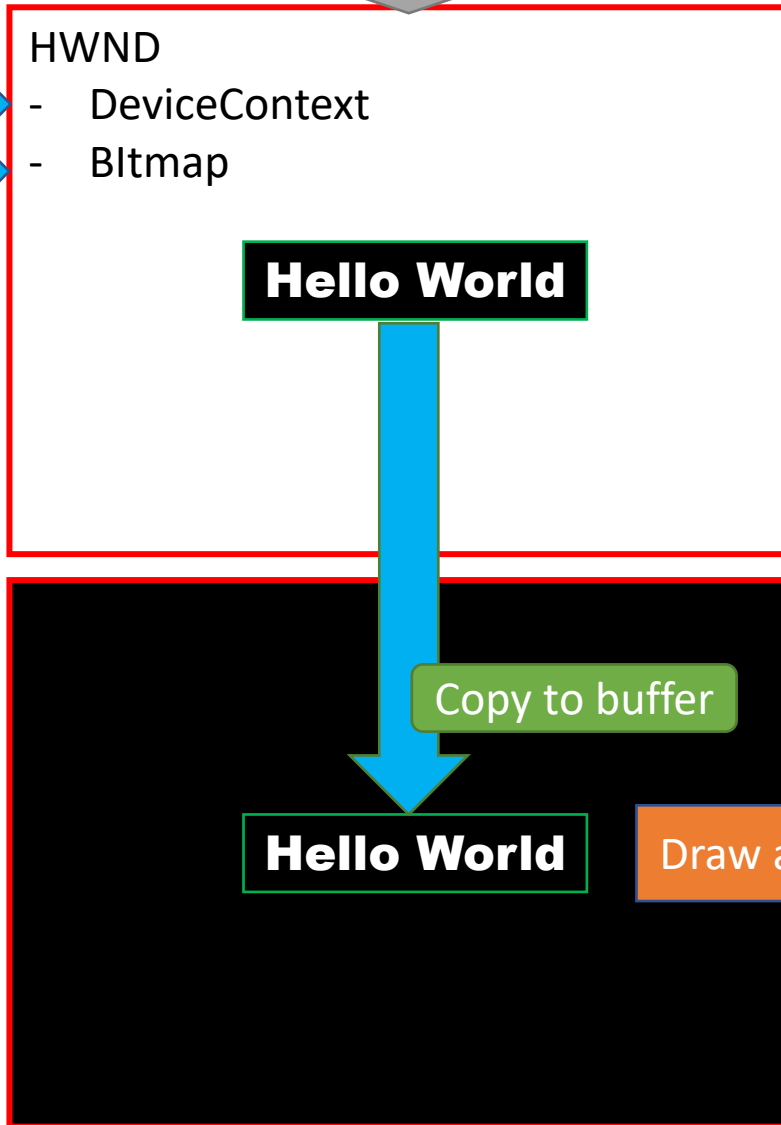 HWND
- DeviceContext
- BItmap
Hello World
Copy to buffer
Hello World
Draw